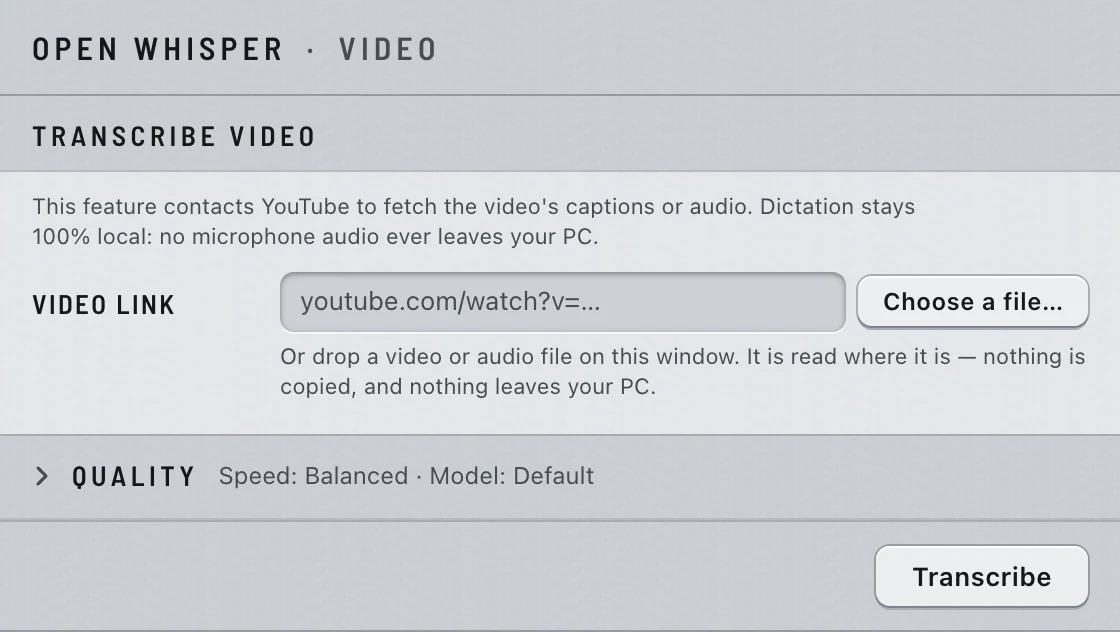 OPEN WHISPER · VIDEO
TRANSCRIBE VIDEO
This feature contacts YouTube to fetch the video's captions or audio. Dictation stays
100% local: no microphone audio ever leaves your PC.
VIDEO LINK
youtube.com/watch?v=...
Choose a file...
Or drop a video or audio file on this window. It is read where it is — nothing is
copied, and nothing leaves your PC.
QUALITY Speed: Balanced · Model: Default
Transcribe